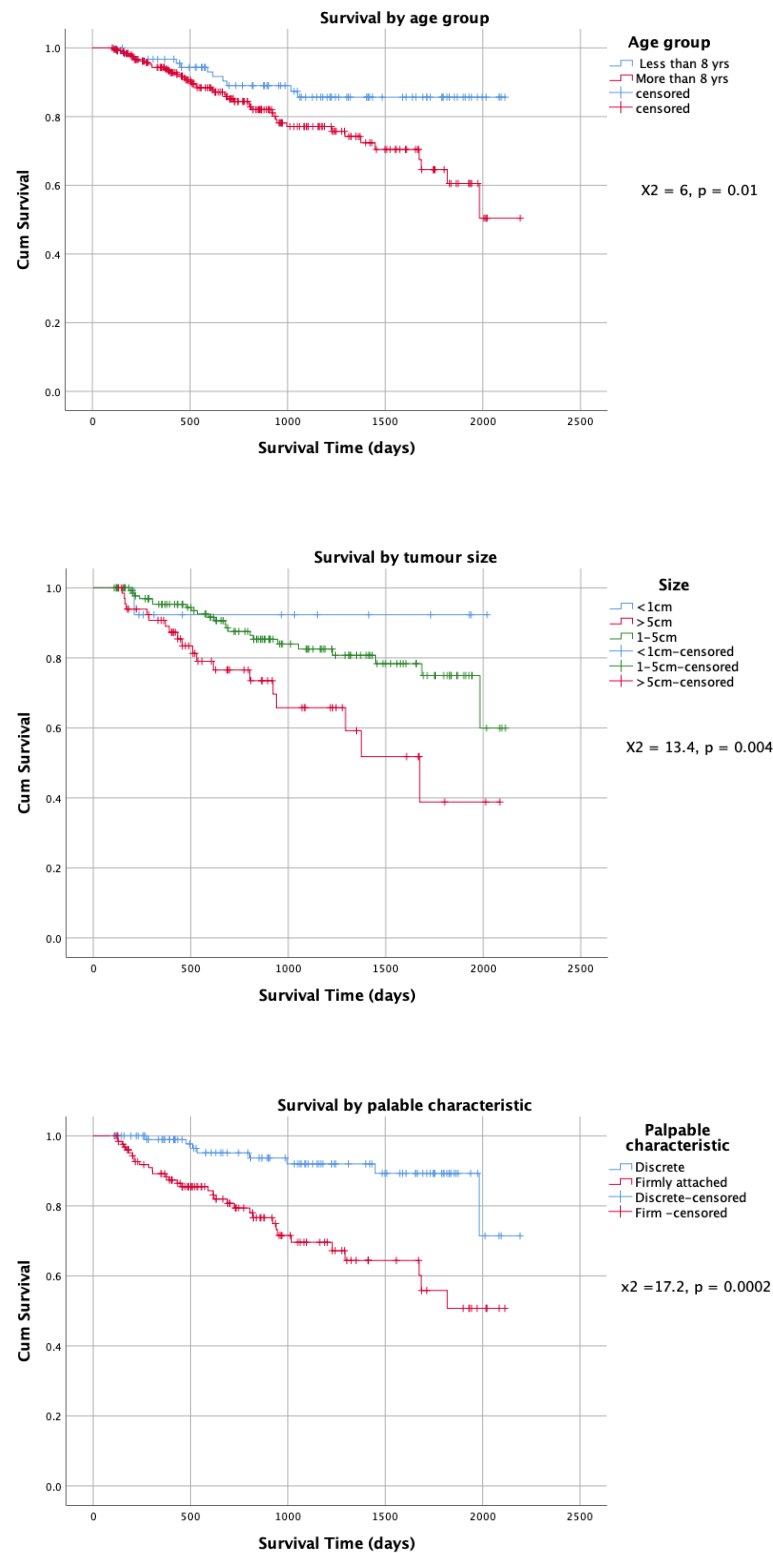 Survival by age group
Age group
Less than 8 yrs
More than 8 yrs
censored
censored
X2 = 6, p = 0.01
Cum Survival
1.0
0.8
0.6
0.4
0.2
0.0
0 500 1000 1500 2000 2500
Survival Time (days)
Survival by tumour size
Size
<1cm
>5cm
1-5cm
<1cm-censored
1-5cm-censored
>5cm-censored
X2 = 13.4, p = 0.004
Cum Survival
1.0
0.8
0.6
0.4
0.2
0.0
0 500 1000 1500 2000 2500
Survival Time (days)
Survival by palable characteristic
Palpable
characteristic
Discrete
Firmly attached
Discrete-censored
Firm -censored
x2 =17.2, p = 0.0002
Cum Survival
1.0
0.8
0.6
0.4
0.2
0.0
0 500 1000 1500 2000 2500
Survival Time (days)